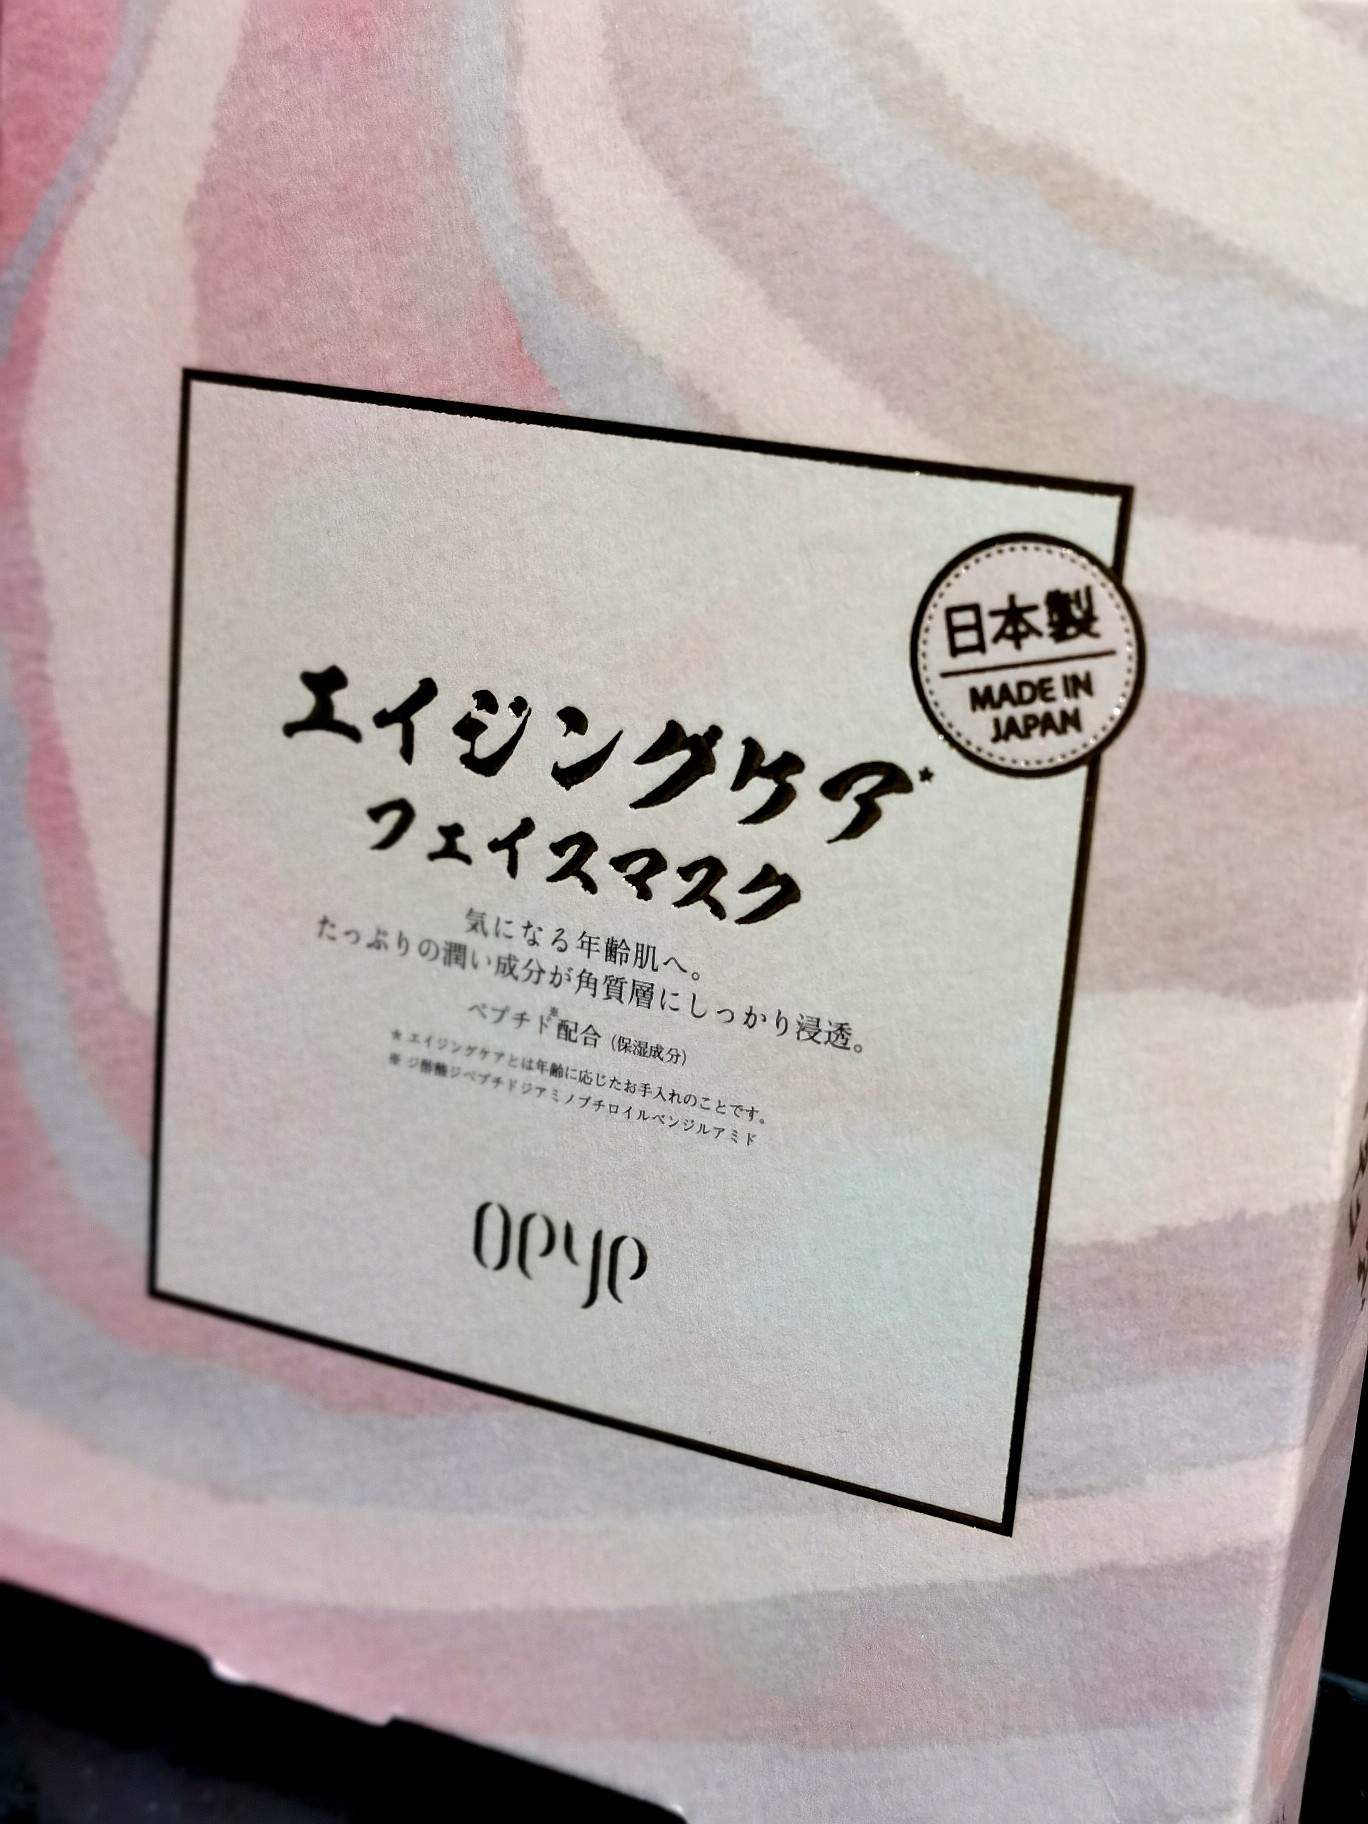 日本製
MADE IN
JAPAN
エイジングケア*
フェイスマスク
気になる年齢肌へ。
たっぷりの潤い成分が角質層にしっかり浸透。
ペプチド※配合(保湿成分)
* エイジングケアとは年齢に応じたお手入れのことです。
※ ジ酢酸ジペプチドジアミノブチロイルベンジルアミド